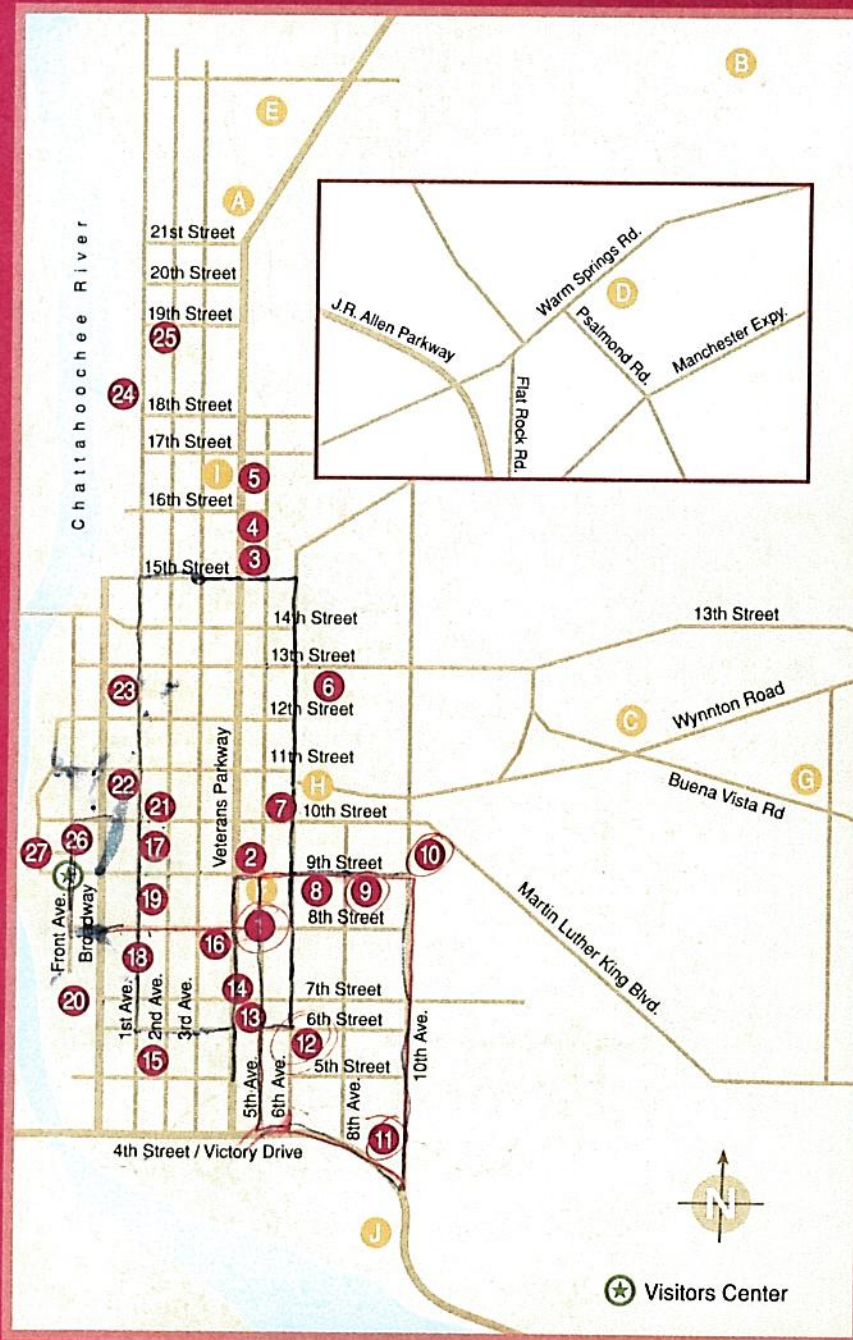 B
E
A
21st Street
20th Street
19th Street
25
24
18th Street
17th Street
I
5
16th Street
4
3
15th Street
Chattahoochee River
Warm Springs Rd.
D
J.R. Allen Parkway
Psalmond Rd.
Manchester Expy.
Flat Rock Rd.
14th Street
13th Street
13th Street
6
23
12th Street
C
Wynnton Road
11th Street
Veterans Parkway
22
H
G
Buena Vista Rd
21
7
10th Street
26
17
27
2
9th Street
10
8
9
19
1
8th Street
Front Ave.
Broadway
16
18
Martin Luther King Blvd.
14
7th Street
20
13
6th Street
1st Ave.
2nd Ave.
3rd Ave.
12
15
5th Street
5th Ave.
6th Ave.
8th Ave.
10th Ave.
11
4th Street / Victory Drive
N
J
Visitors Center